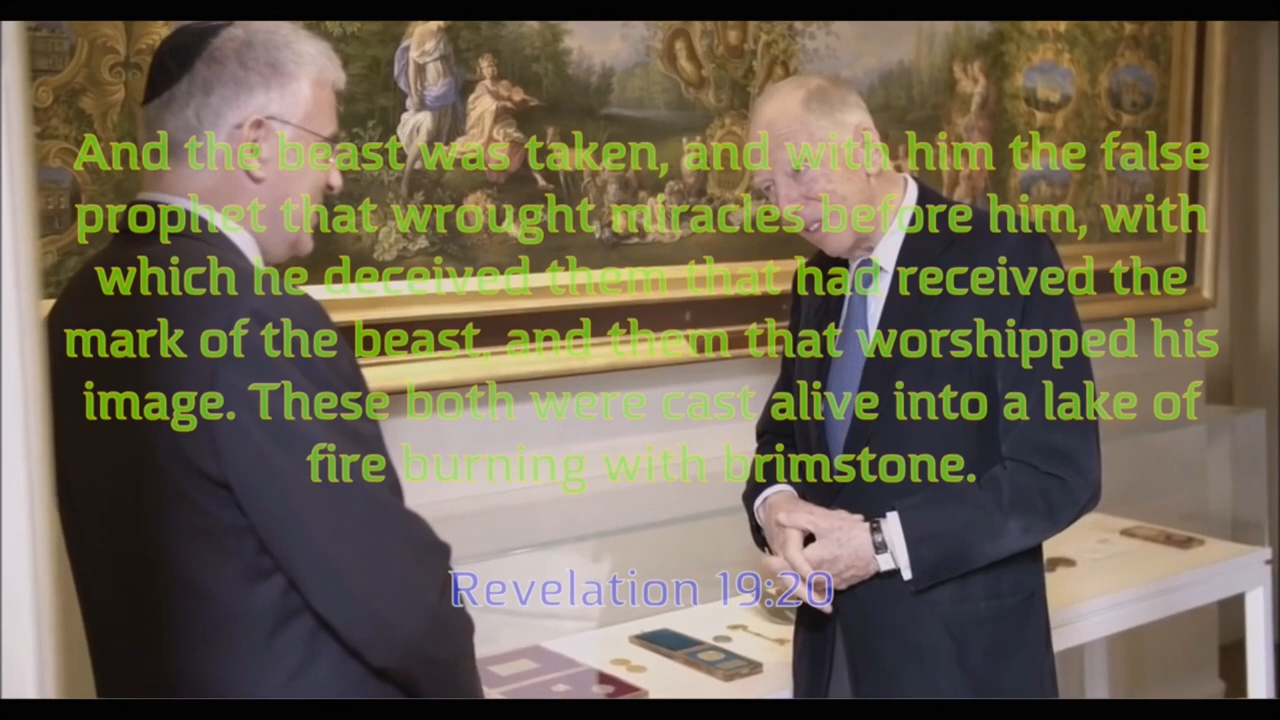 And the beast was taken, and with him the false
prophet that wrought miracles before him, with
which he deceived them that had received the
mark of the beast, and them that worshipped his
image. These both were cast alive into a lake of
fire burning with brimstone.
Revelation 19:20